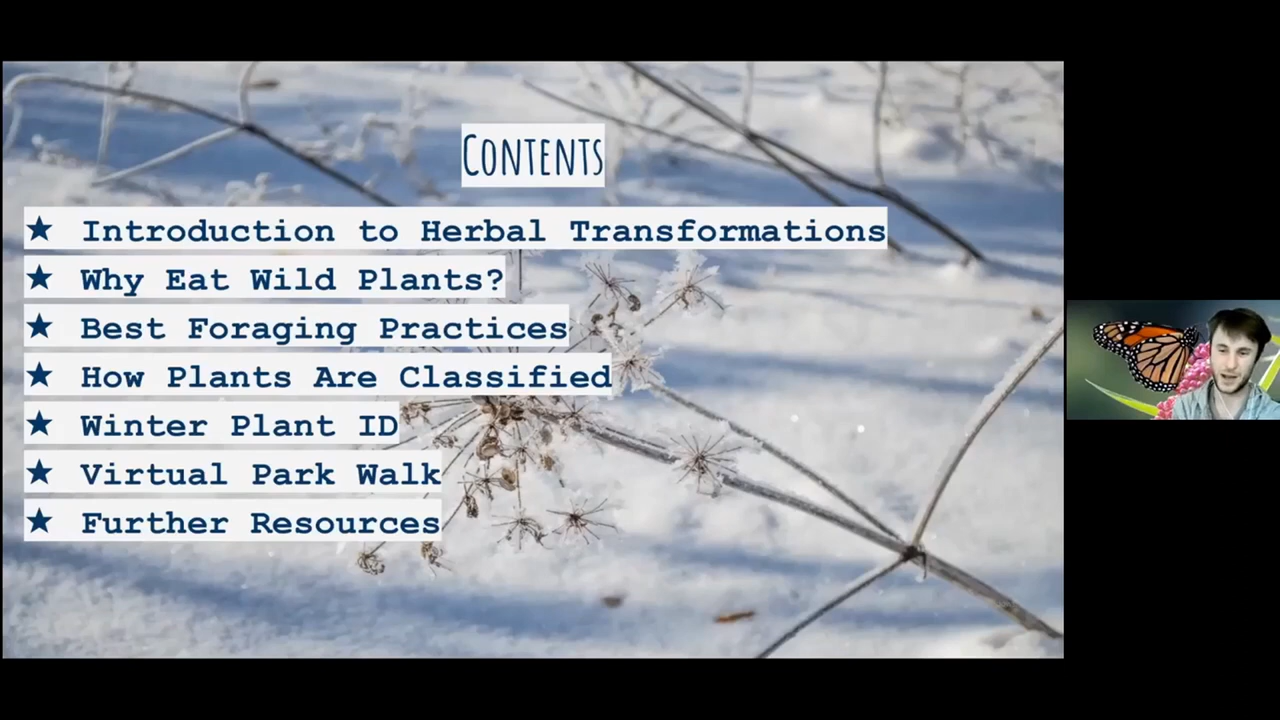 Contents
★ Introduction to Herbal Transformations
★ Why Eat Wild Plants?
★ Best Foraging Practices
★ How Plants Are Classified
★ Winter Plant ID
★ Virtual Park Walk
★ Further Resources